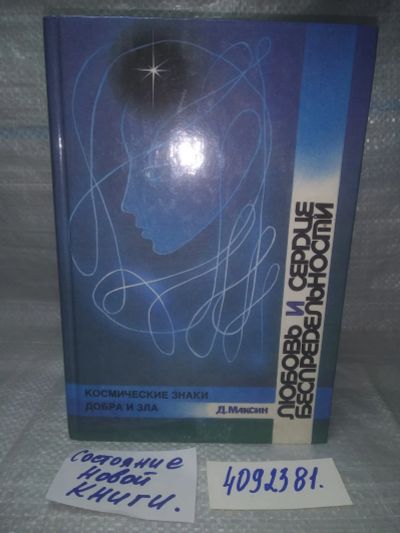 ЛЮБОВЬ И СЕРДЦЕ
БЕСПРЕДЕЛЬНОСТИ
КОСМИЧЕСКИЕ ЗНАКИ
ДОБРА И ЗЛА
Д. Максин
Состояние
новой
книги.
4092381.